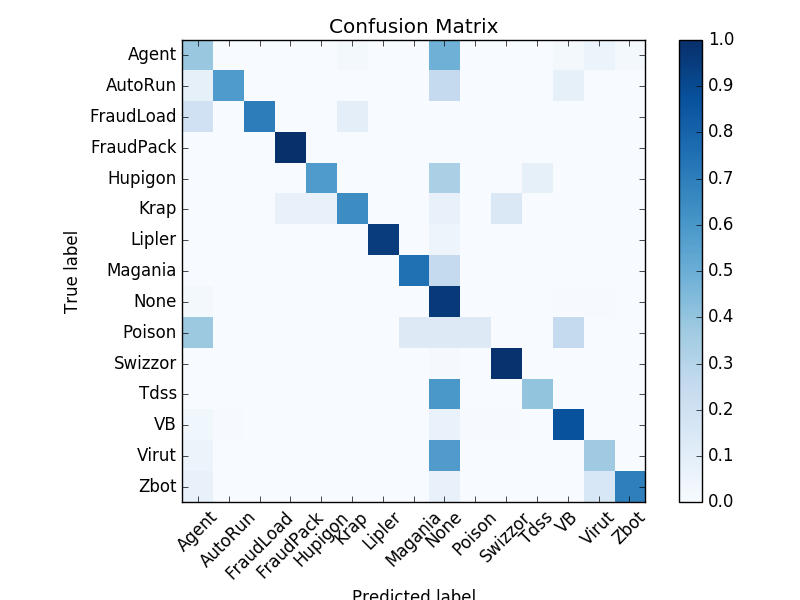 Confusion Matrix
True label
Agent
AutoRun
FraudLoad
FraudPack
Hupigon
Krap
Lipler
Magania
None
Poison
Swizzor
Tdss
VB
Virut
Zbot
Agent
AutoRun
FraudLoad
FraudPack
Hupigon
Krap
Lipler
Magania
None
Poison
Swizzor
Tdss
VB
Virut
Zbot
Predicted label
1.0
0.9
0.8
0.7
0.6
0.5
0.4
0.3
0.2
0.1
0.0